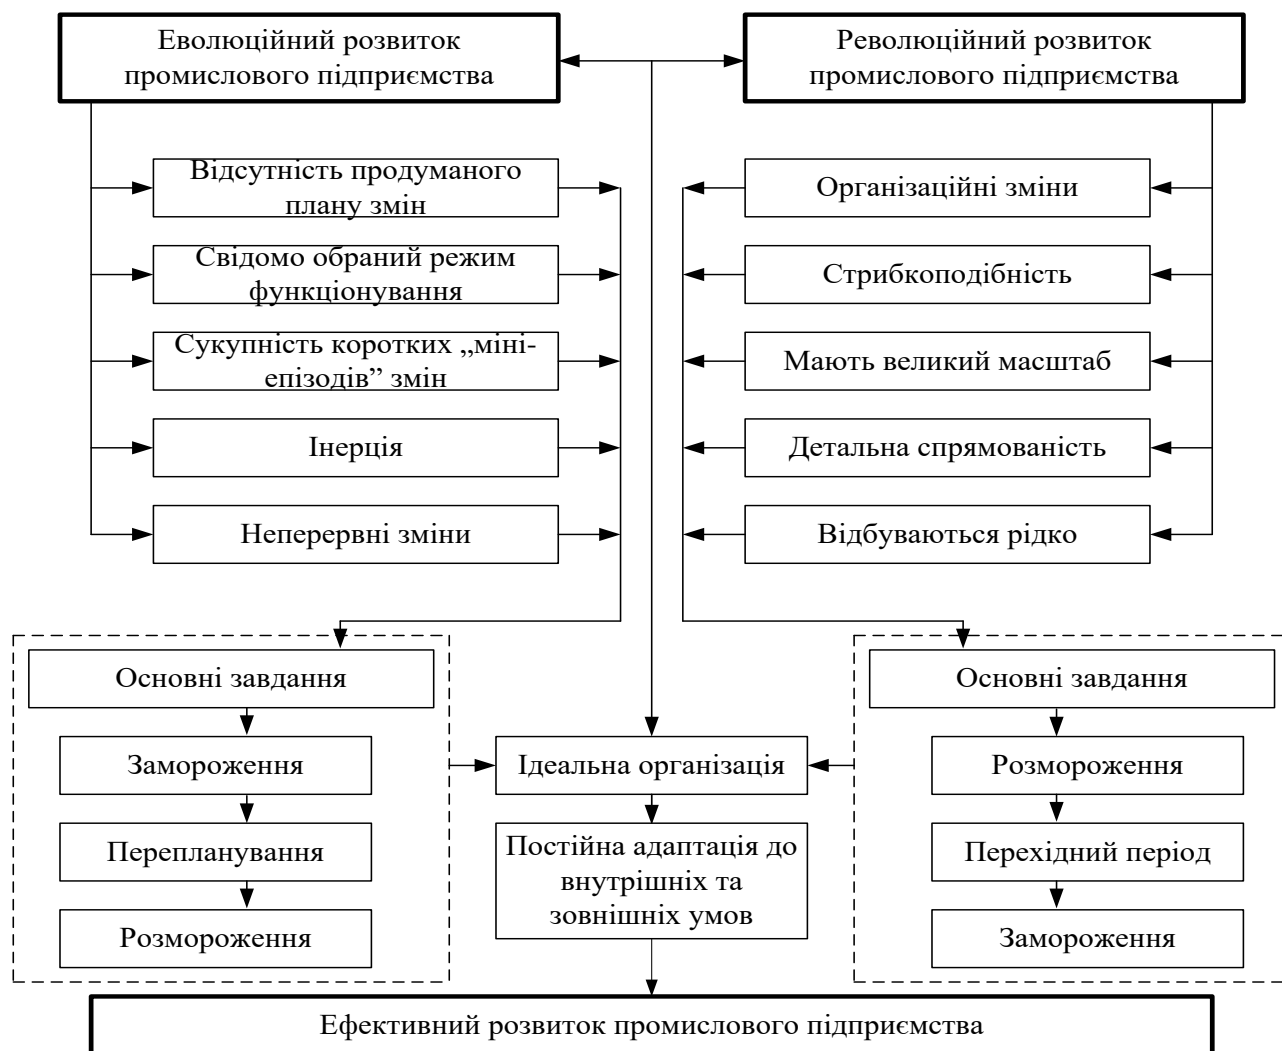 Еволюційний розвиток
промислового підприємства
Революційний розвиток
промислового підприємства
Відсутність продуманого
плану змін
Свідомо обраний режим
функціонування
Сукупність коротких „міні-
епізодів” змін
Інерція
Неперервні зміни
Організаційні зміни
Стрибкоподібність
Мають великий масштаб
Детальна спрямованість
Відбуваються рідко
Основні завдання
Замороження
Перепланування
Розмороження
Ідеальна організація
Постійна адаптація до
внутрішніх та
зовнішніх умов
Основні завдання
Розмороження
Перехідний період
Замороження
Ефективний розвиток промислового підприємства